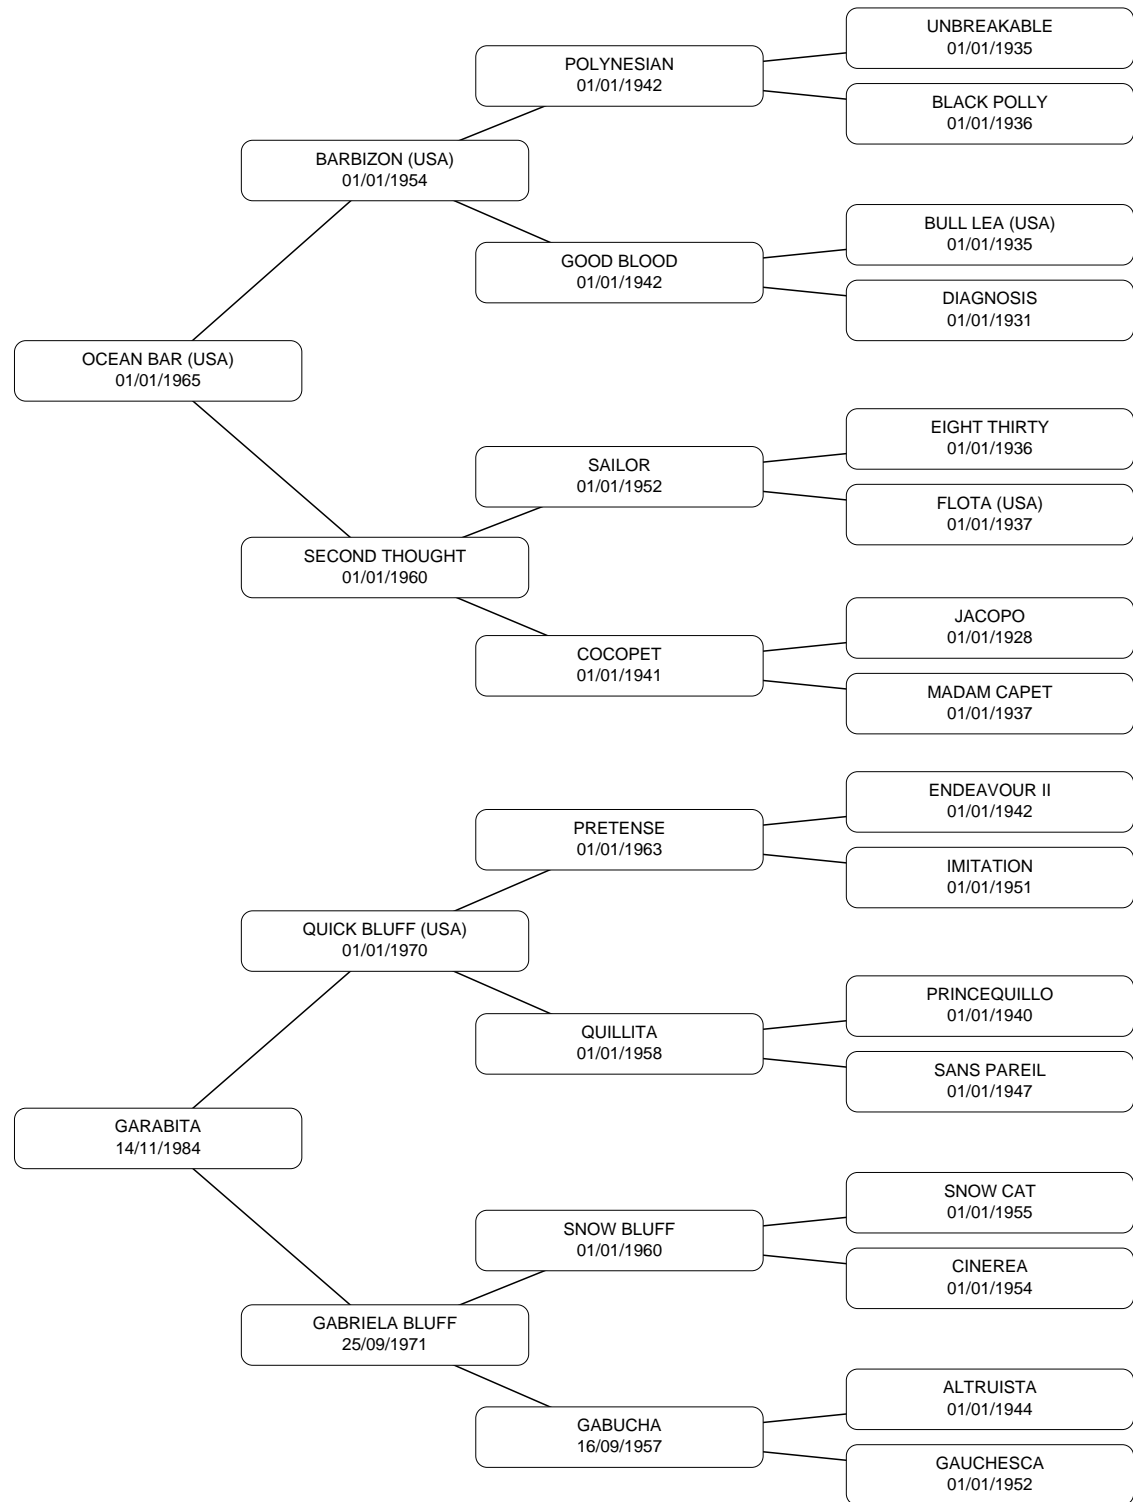 UNBREAKABLE
01/01/1935
POLYNESIAN
01/01/1942
BLACK POLLY
01/01/1936
BARBIZON (USA)
01/01/1954
BULL LEA (USA)
01/01/1935
GOOD BLOOD
01/01/1942
DIAGNOSIS
01/01/1931
OCEAN BAR (USA)
01/01/1965
EIGHT THIRTY
01/01/1936
SAILOR
01/01/1952
FLOTA (USA)
01/01/1937
SECOND THOUGHT
01/01/1960
JACOPO
01/01/1928
COCOPET
01/01/1941
MADAM CAPET
01/01/1937
ENDEAVOUR II
01/01/1942
PRETENSE
01/01/1963
IMITATION
01/01/1951
QUICK BLUFF (USA)
01/01/1970
PRINCEQUILLO
01/01/1940
QUILLITA
01/01/1958
SANS PAREIL
01/01/1947
GARABITA
14/11/1984
SNOW CAT
01/01/1955
SNOW BLUFF
01/01/1960
CINEREA
01/01/1954
GABRIELA BLUFF
25/09/1971
ALTRUISTA
01/01/1944
GABUCHA
16/09/1957
GAUCHESCA
01/01/1952